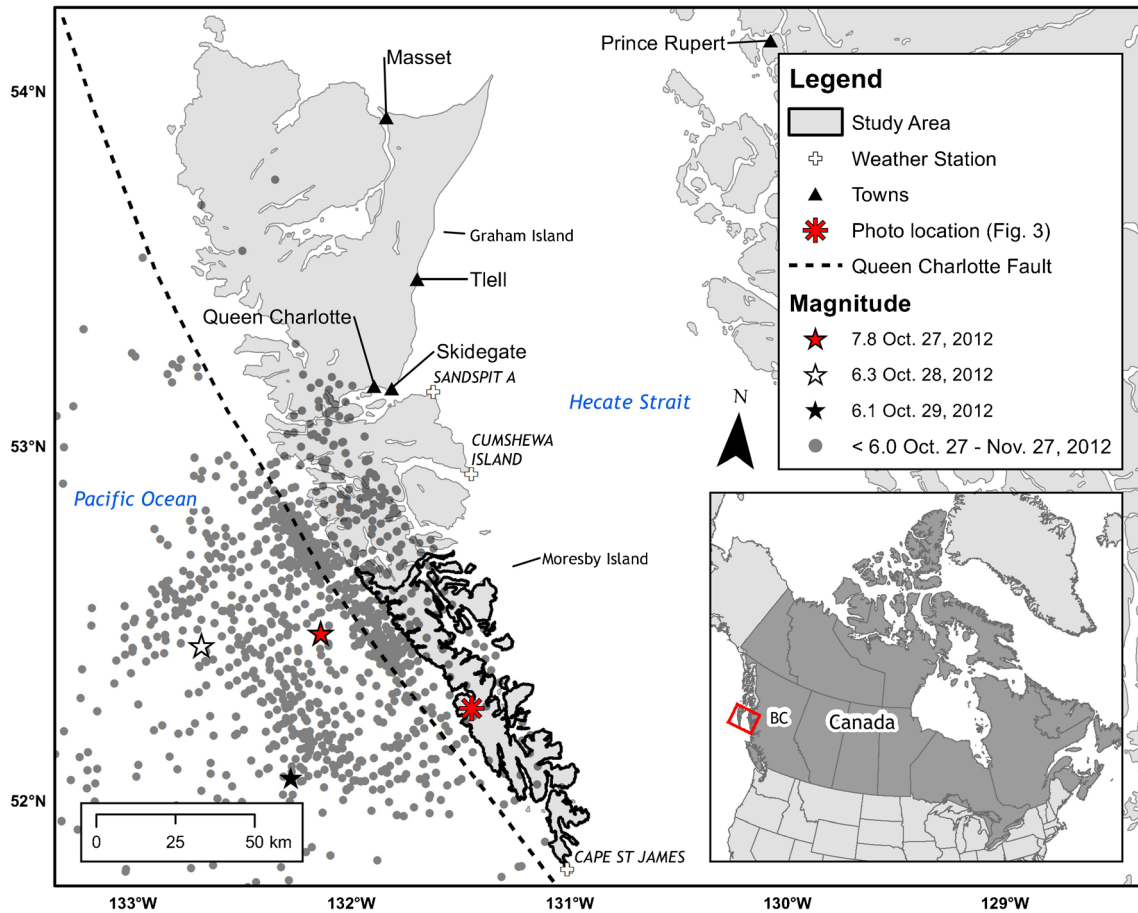 Masset
Prince Rupert
54°N
Graham Island
Tlell
Queen Charlotte
Skidegate
SANDSPIT A
Hecate Strait
N
53°N
CUMSHEWA
ISLAND
Pacific Ocean
Moresby Island
52°N
0 25 50 km
CAPE ST JAMES
133°W 132°W 131°W 130°W 129°W
Legend
Study Area
Weather Station
Towns
Photo location (Fig. 3)
Queen Charlotte Fault
Magnitude
7.8 Oct. 27, 2012
6.3 Oct. 28, 2012
6.1 Oct. 29, 2012
< 6.0 Oct. 27 - Nov. 27, 2012
BC
Canada